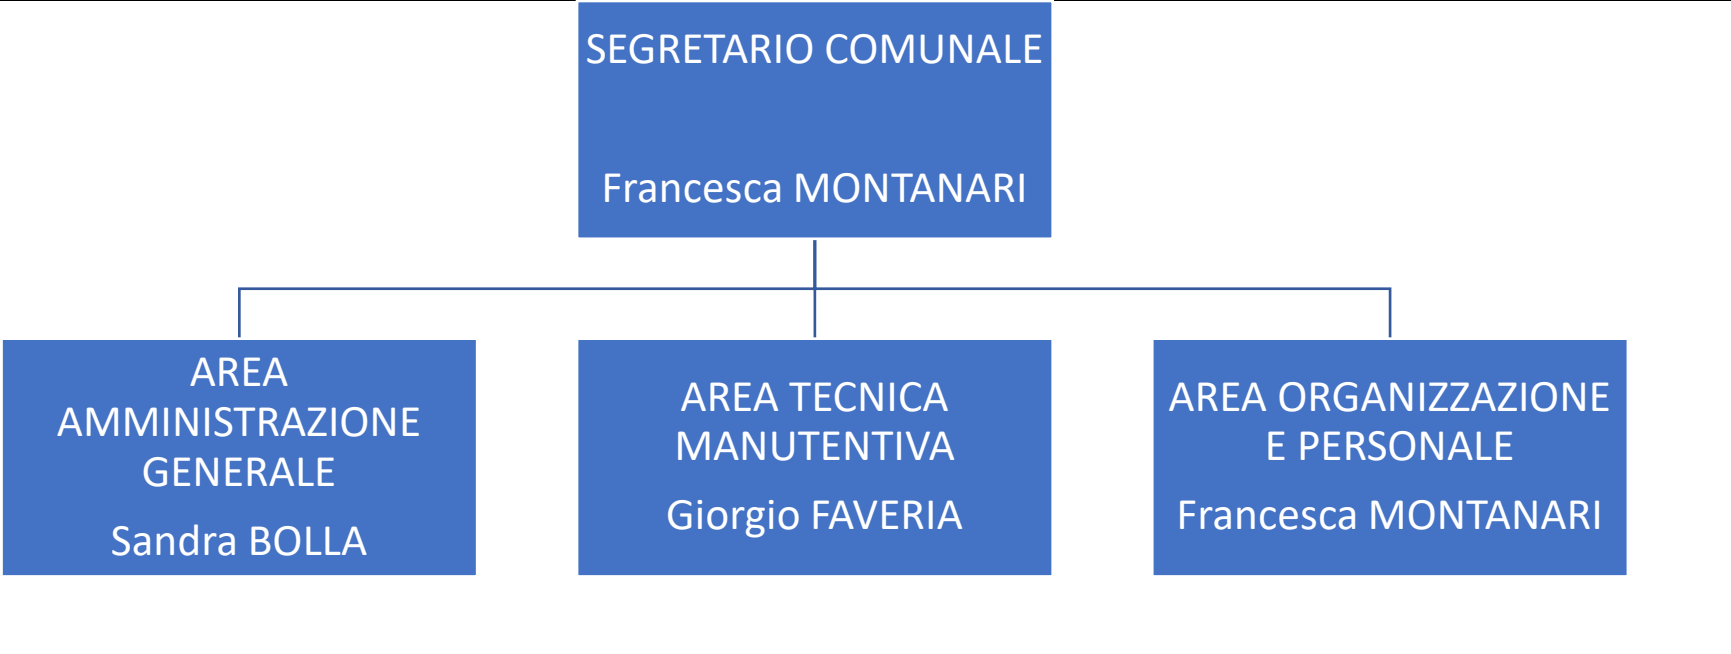 SEGRETARIO COMUNALE
Francesca MONTANARI
AREA
AMMINISTRAZIONE
GENERALE
Sandra BOLLA
AREA TECNICA
MANUTENTIVA
Giorgio FAVERIA
AREA ORGANIZZAZIONE
E PERSONALE
Francesca MONTANARI